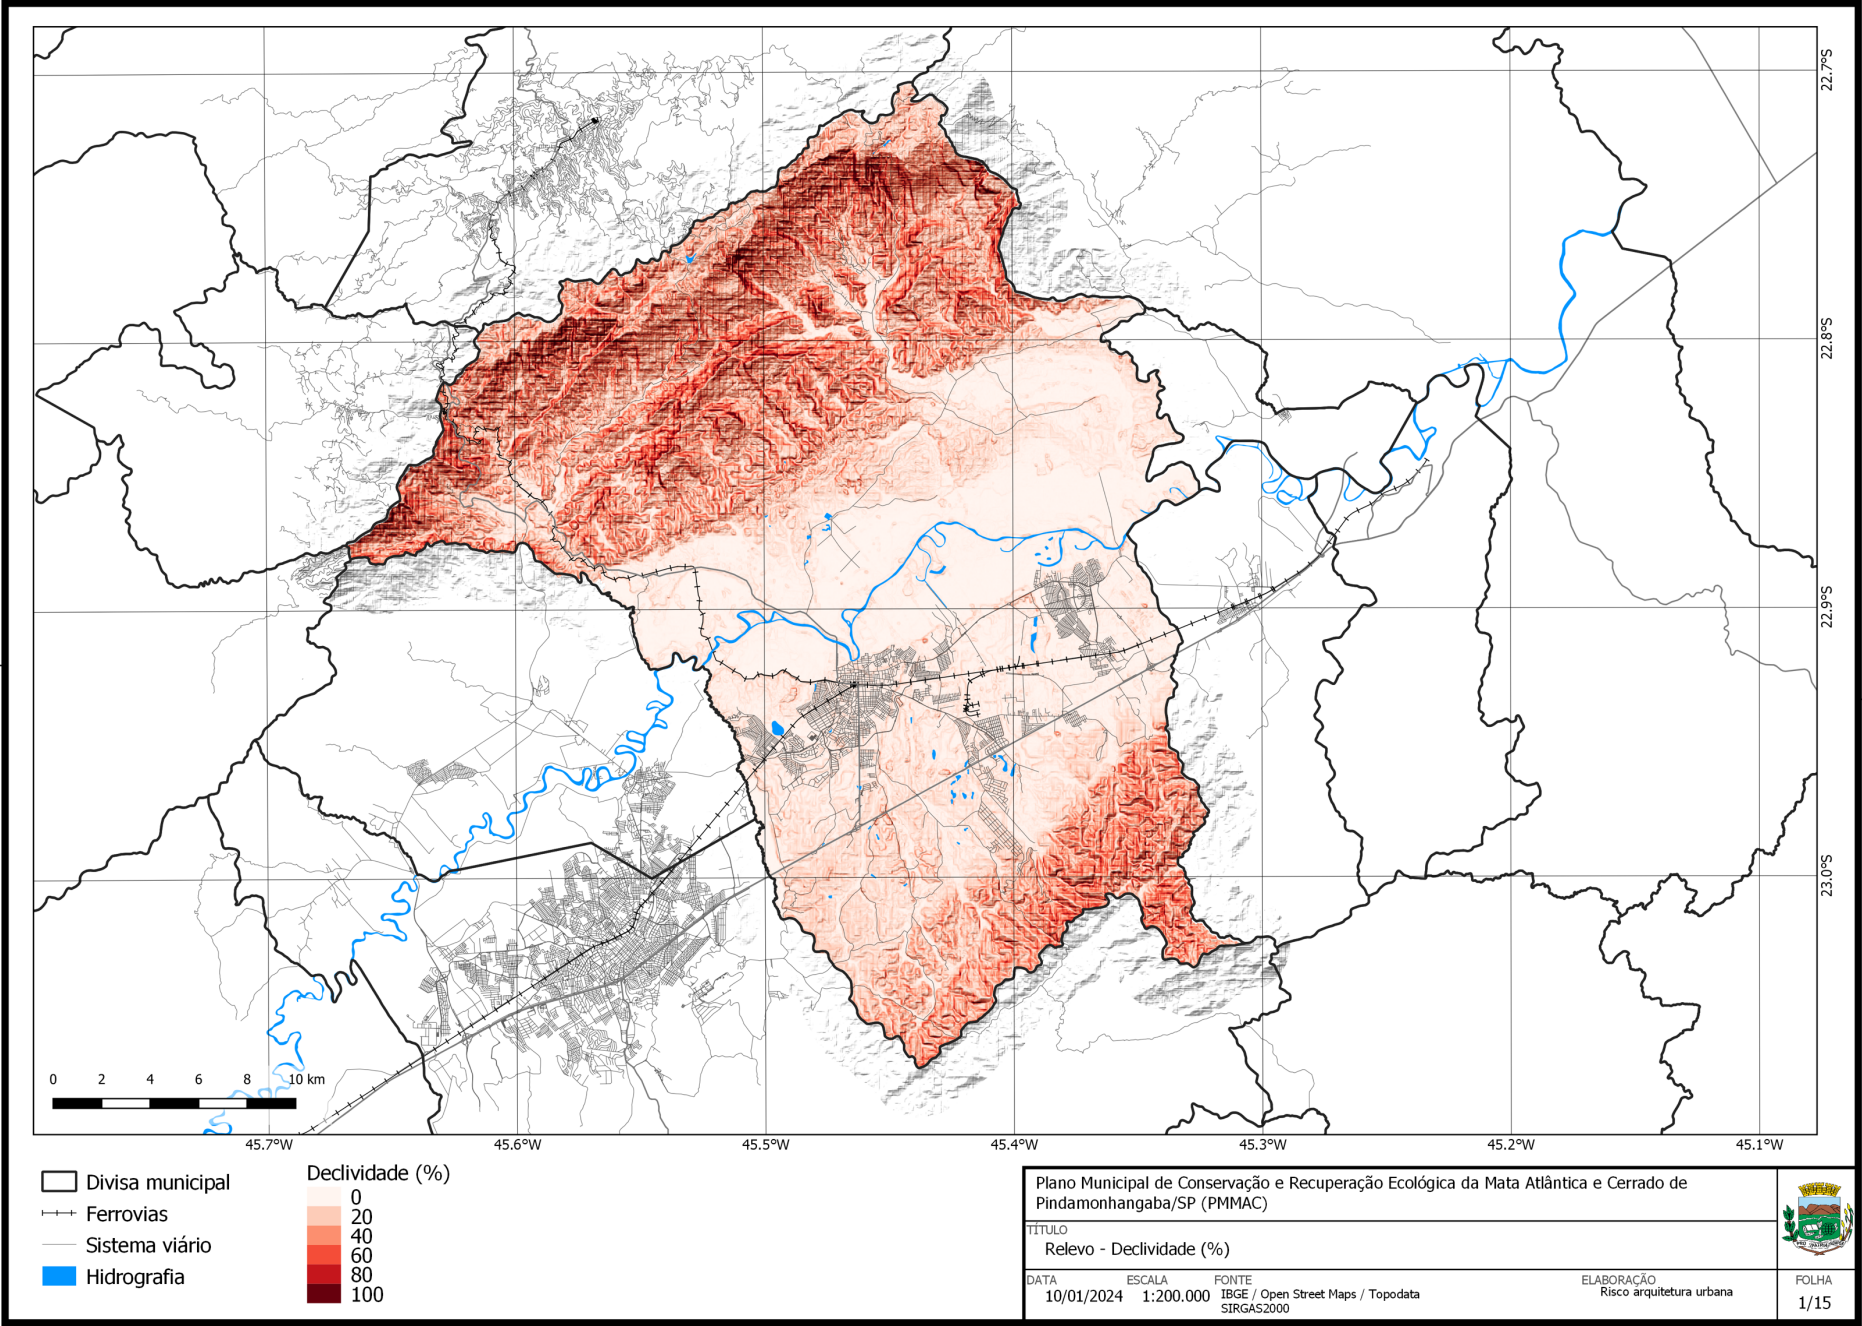 22.7°S
22.8°S
22.9°S
23.0°S
0 2 4 6 8 10 km
45.7°W 45.6°W 45.5°W 45.4°W 45.3°W 45.2°W 45.1°W
Divisa municipal
Ferrovias
Sistema viário
Hidrografia
Declividade (%)
0
20
40
60
80
100
Plano Municipal de Conservação e Recuperação Ecológica da Mata Atlântica e Cerrado de
Pindamonhangaba/SP (PMMAC)
TÍTULO
Relevo - Declividade (%)
DATA
10/01/2024
ESCALA
1:200.000
FONTE
IBGE / Open Street Maps / Topodata
SIRGAS2000
ELABORAÇÃO
Risco arquitetura urbana
FOLHA
1/15